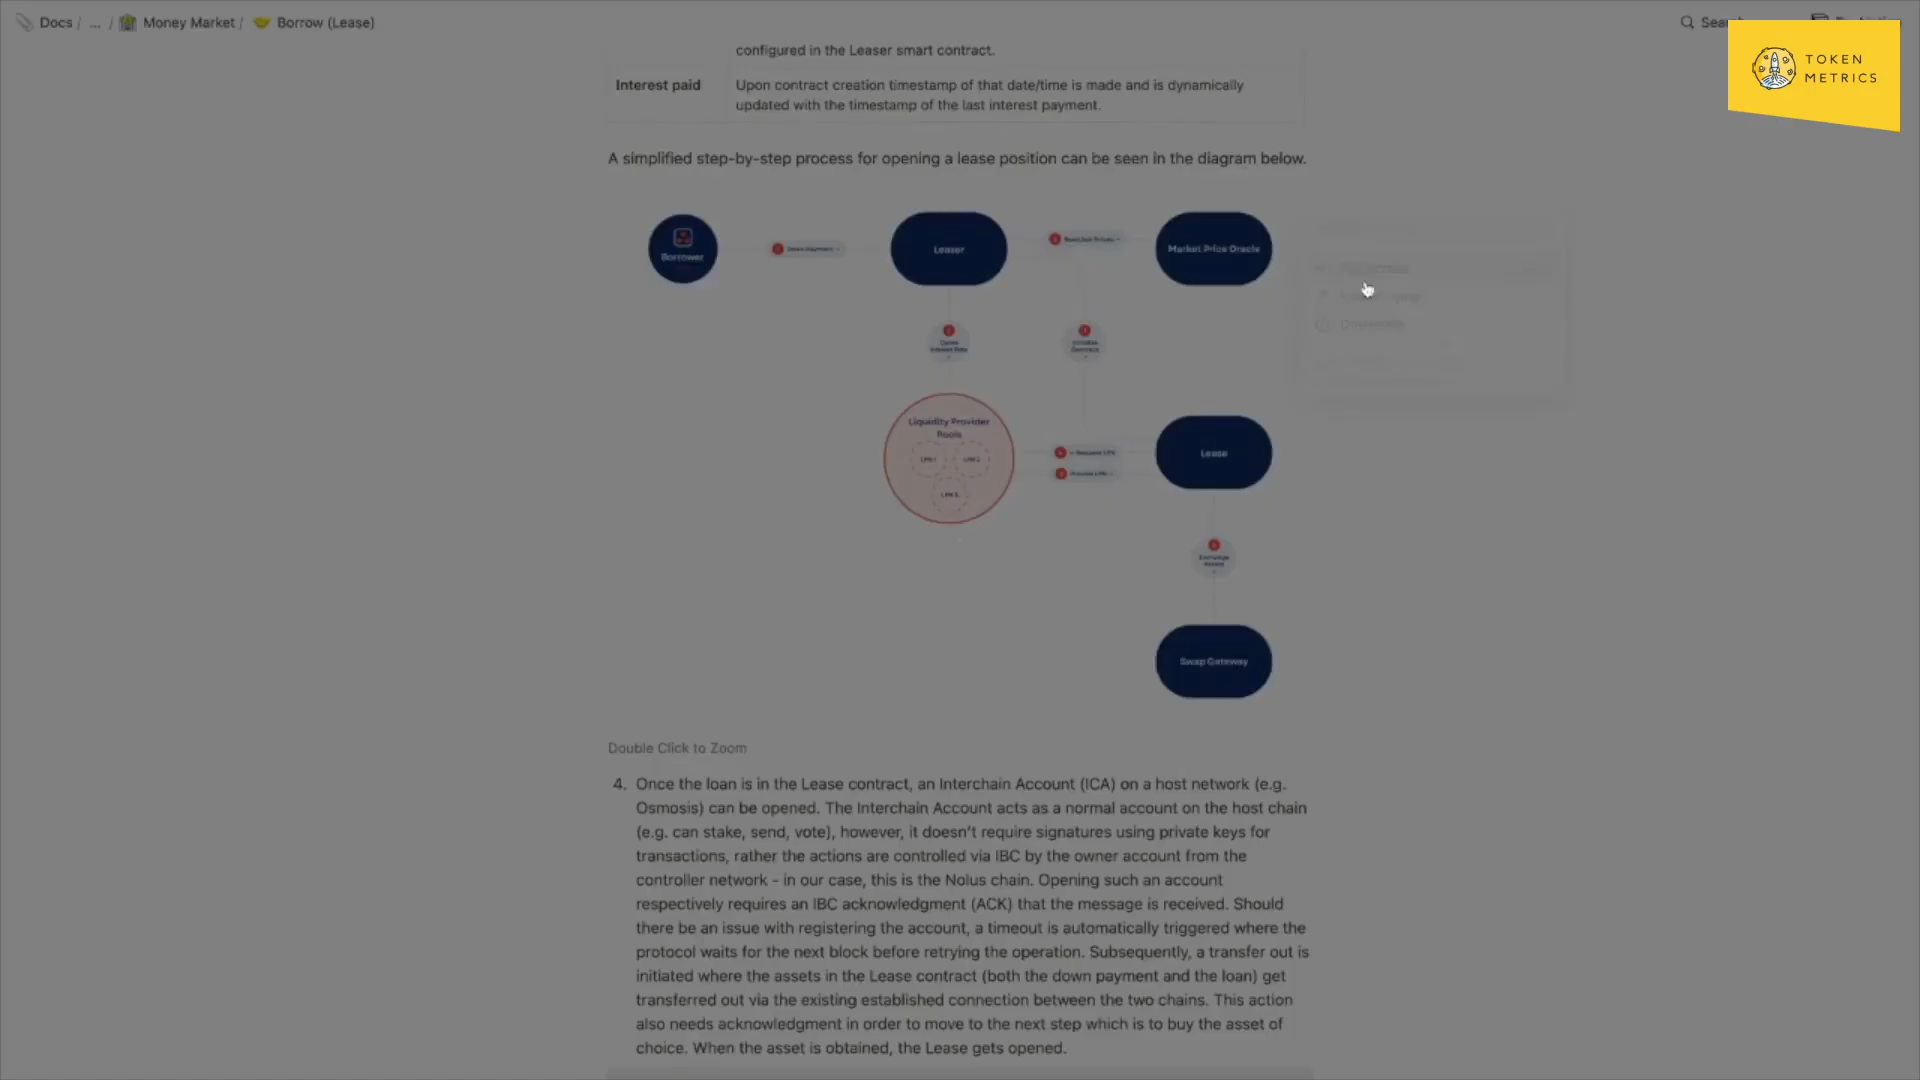 Docs / ... / Money Market / Borrow (Lease)
TOKEN
METRICS
configured in the Leaser smart contract.
Interest paid
Upon contract creation timestamp of that date/time is made and is dynamically
updated with the timestamp of the last interest payment.
A simplified step-by-step process for opening a lease position can be seen in the diagram below.
Borrower
Leaser
Market Price Oracle
Liquidity Provider
Pools
Lease
Swap Gateway
Double Click to Zoom
4. Once the loan is in the Lease contract, an Interchain Account (ICA) on a host network (e.g.
Osmosis) can be opened. The Interchain Account acts as a normal account on the host chain
(e.g. can stake, send, vote), however, it doesn't require signatures using private keys for
transactions, rather the actions are controlled via IBC by the owner account from the
controller network - in our case, this is the Nolus chain. Opening such an account
respectively requires an IBC acknowledgment (ACK) that the message is received. Should
there be an issue with registering the account, a timeout is automatically triggered where the
protocol waits for the next block before retrying the operation. Subsequently, a transfer out is
initiated where the assets in the Lease contract (both the down payment and the loan) get
transferred out via the existing established connection between the two chains. This action
also needs acknowledgment in order to move to the next step which is to buy the asset of
choice. When the asset is obtained, the Lease gets opened.